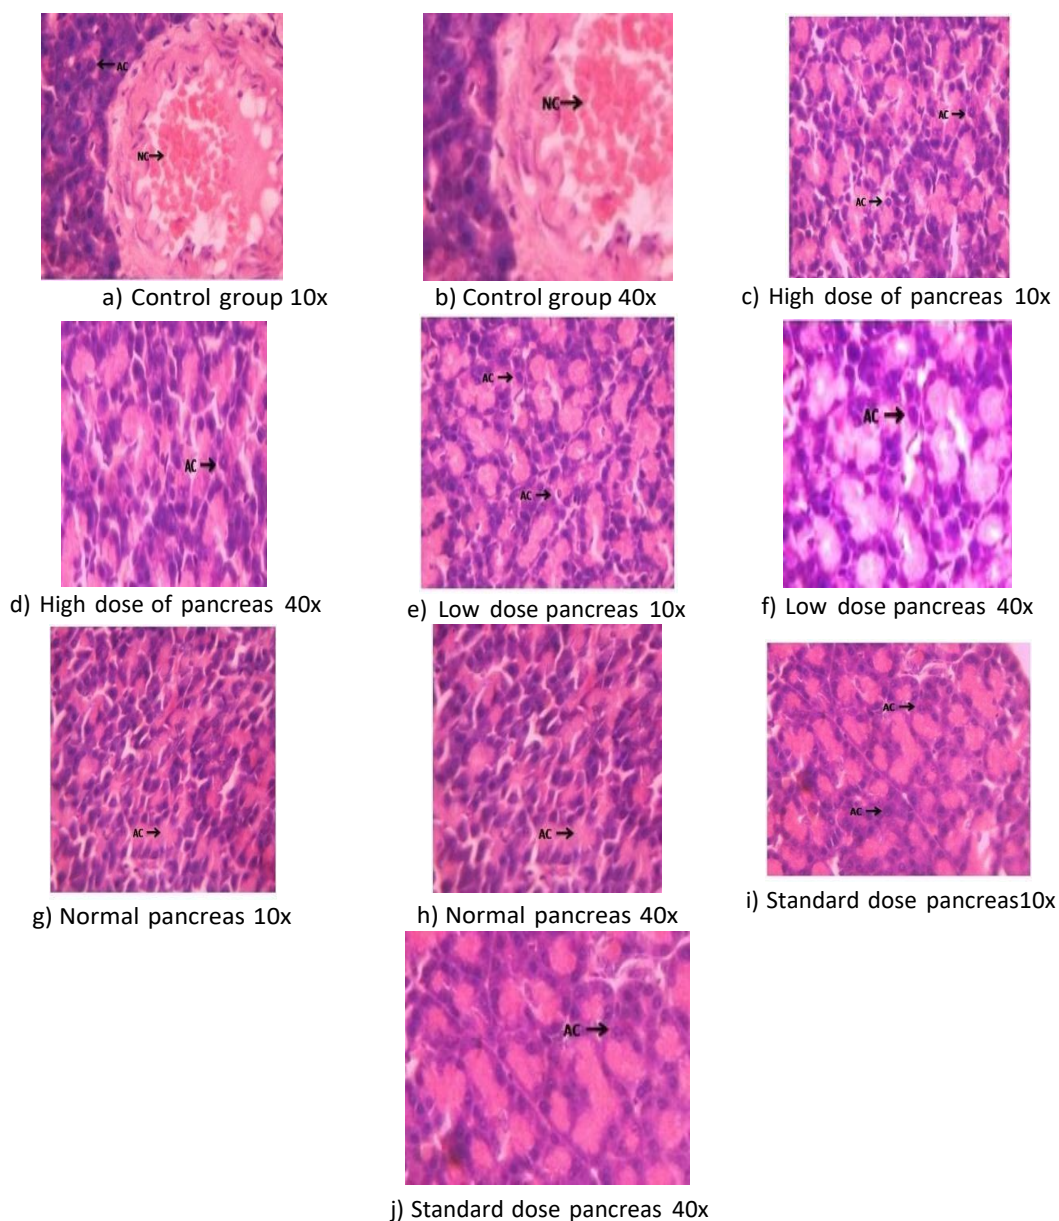 ← AC
NC →
a) Control group 10x
NC →
b) Control group 40x
AC →
AC →
c) High dose of pancreas 10x
AC →
d) High dose of pancreas 40x
AC →
AC →
e) Low dose pancreas 10x
AC →
f) Low dose pancreas 40x
AC →
g) Normal pancreas 10x
AC →
h) Normal pancreas 40x
AC →
AC →
i) Standard dose pancreas10x
AC →
j) Standard dose pancreas 40x